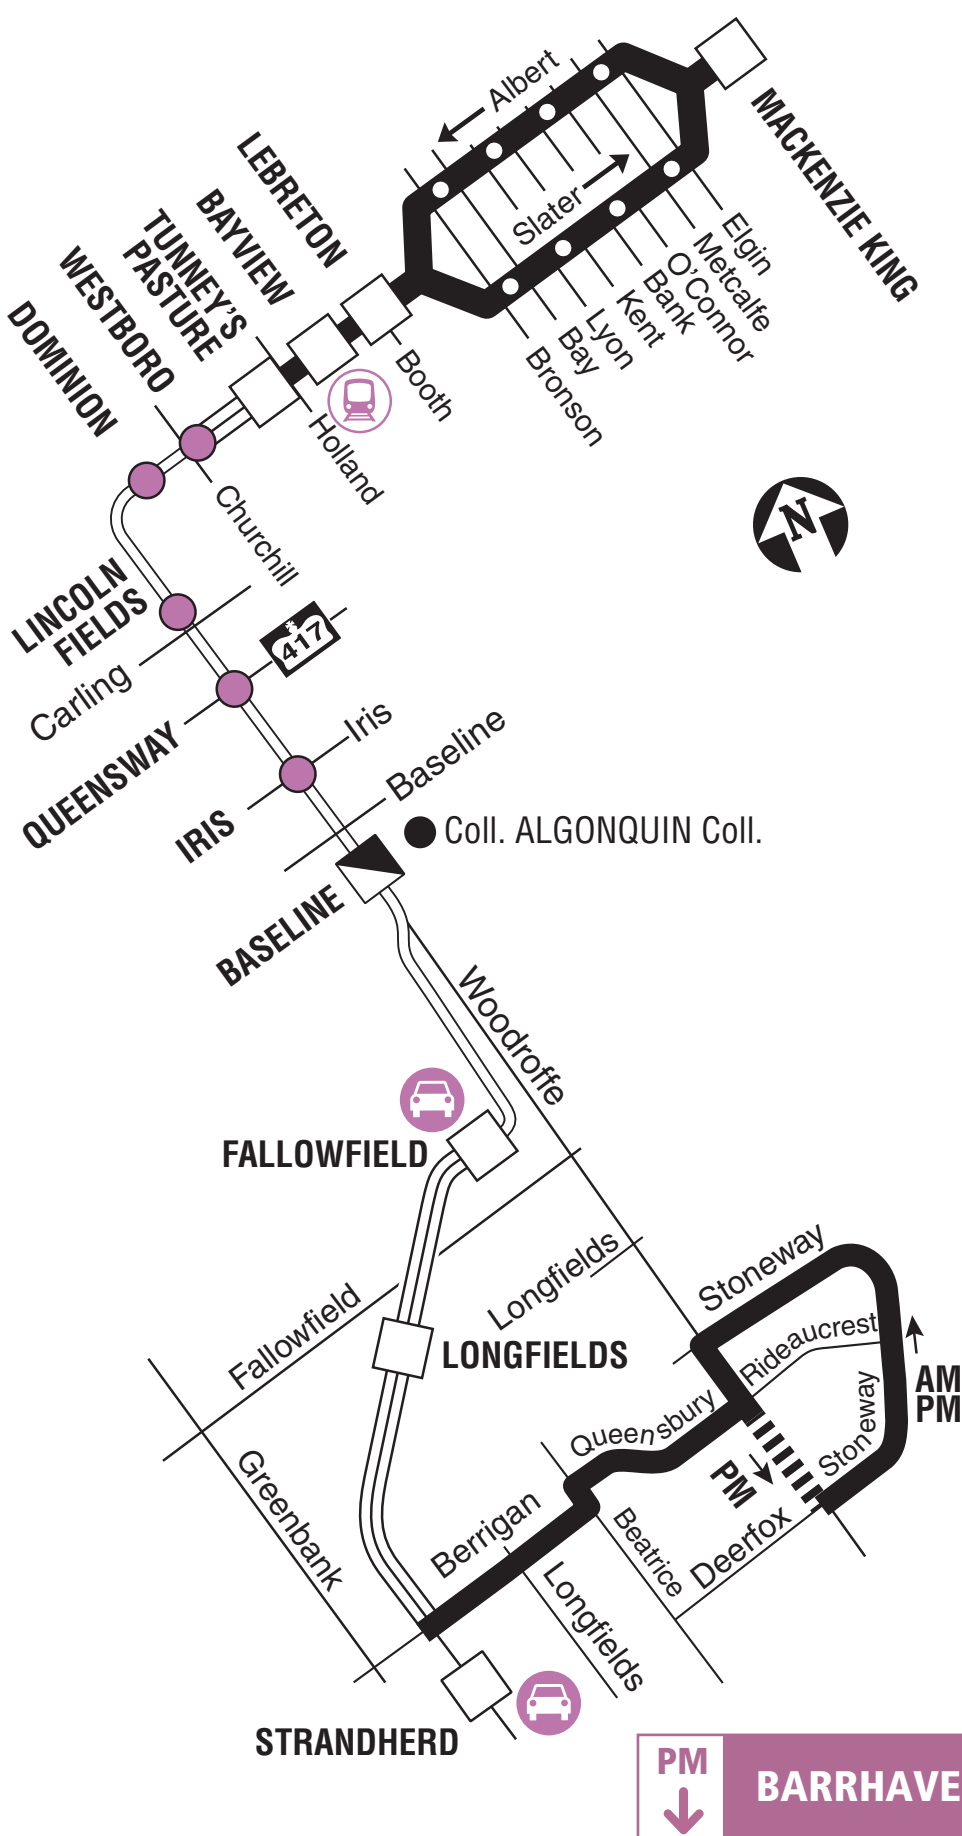 Albert
Slater
MACKENZIE KING
LEBRETON
BAYVIEW
TUNNEY'S
PASTURE
WESTBORO
DOMINION
Elgin
Metcalfe
O'Connor
Bank
Kent
Lyon
Bay
Bronson
Booth
Holland
Churchill
N
LINCOLN
FIELDS
Carling
417
QUEENSWAY
Iris
IRIS
Baseline
Coll. ALGONQUIN Coll.
BASELINE
Woodroffe
FALLOWFIELD
Fallowfield
Longfields
Stoneway
LONGFIELDS
Rideaucrest
AM
PM
Queensbury
Stoneway
PM
Greenbank
Berrigan
Beatrice
Deerfox
Longfields
STRANDHERD
PM
BARRHAVE